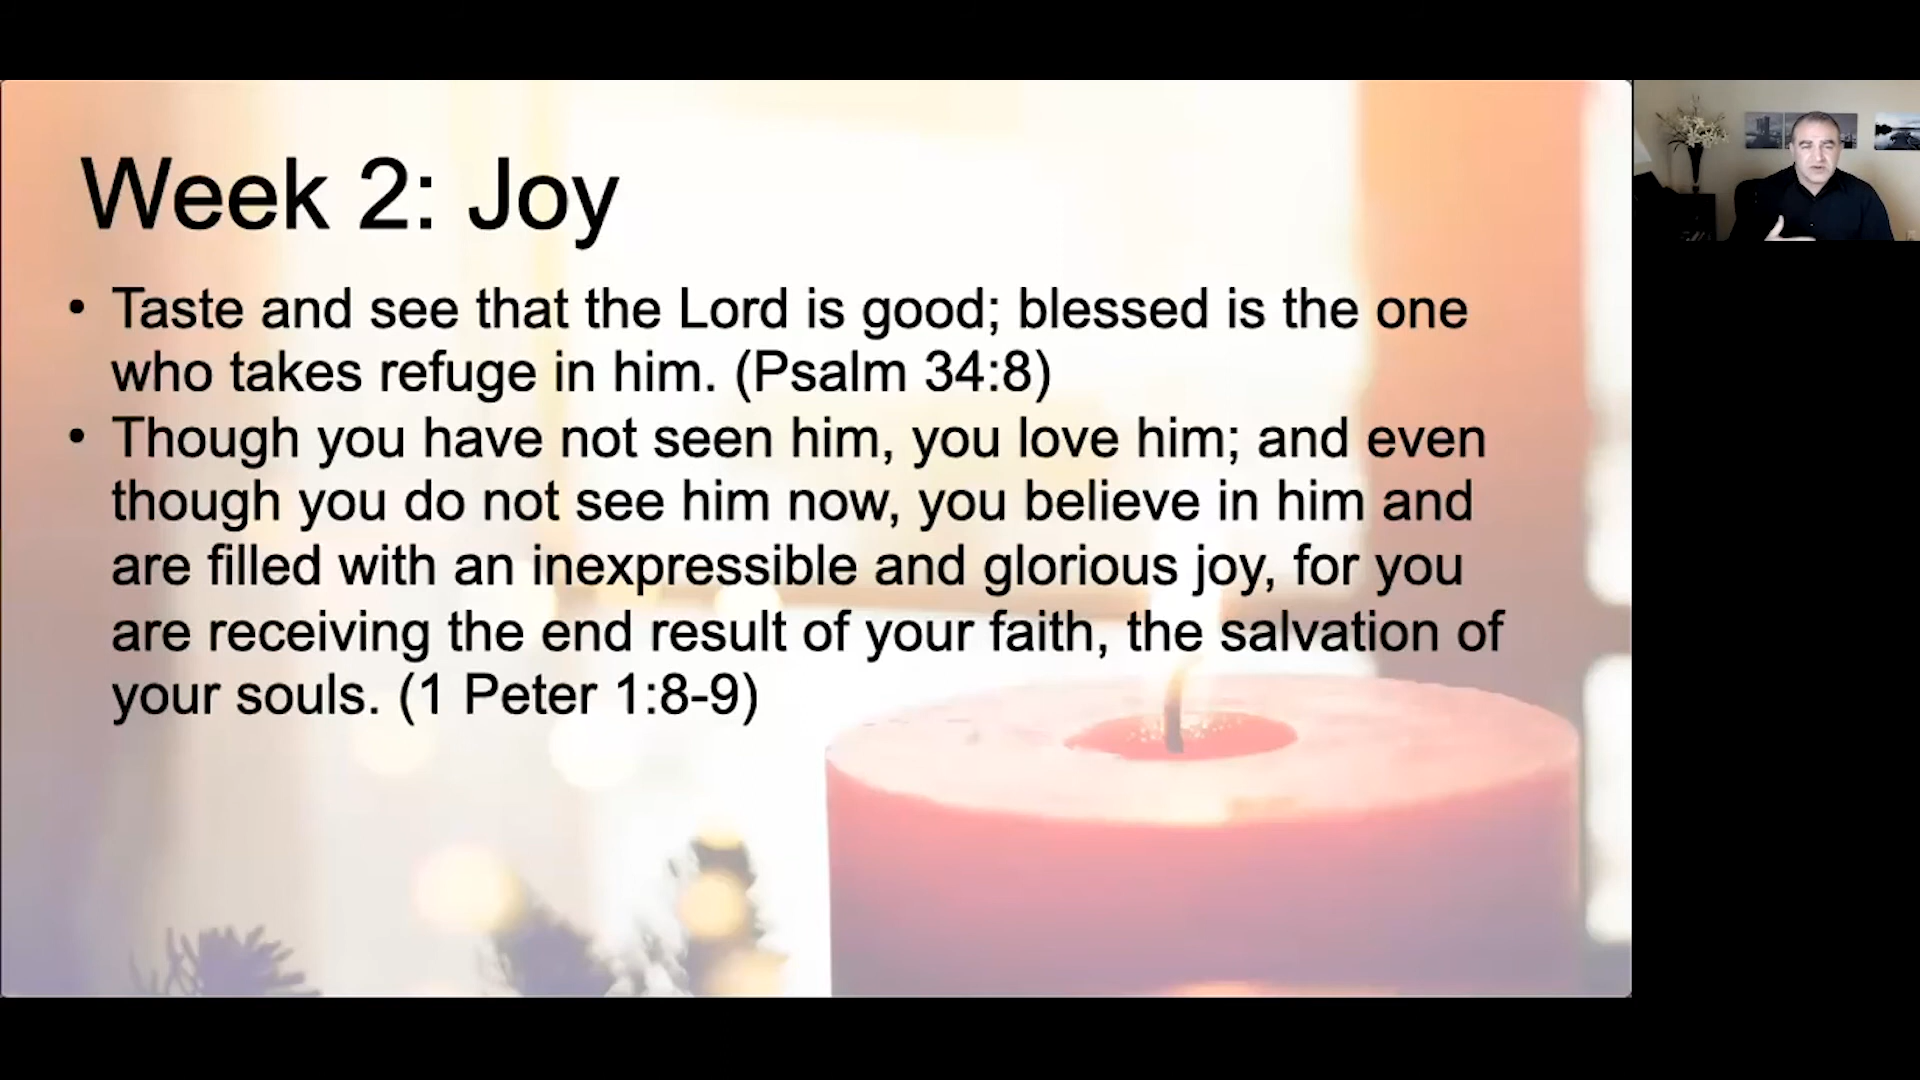 Week 2: Joy
• Taste and see that the Lord is good; blessed is the one
who takes refuge in him. (Psalm 34:8)
• Though you have not seen him, you love him; and even
though you do not see him now, you believe in him and
are filled with an inexpressible and glorious joy, for you
are receiving the end result of your faith, the salvation of
your souls. (1 Peter 1:8-9)